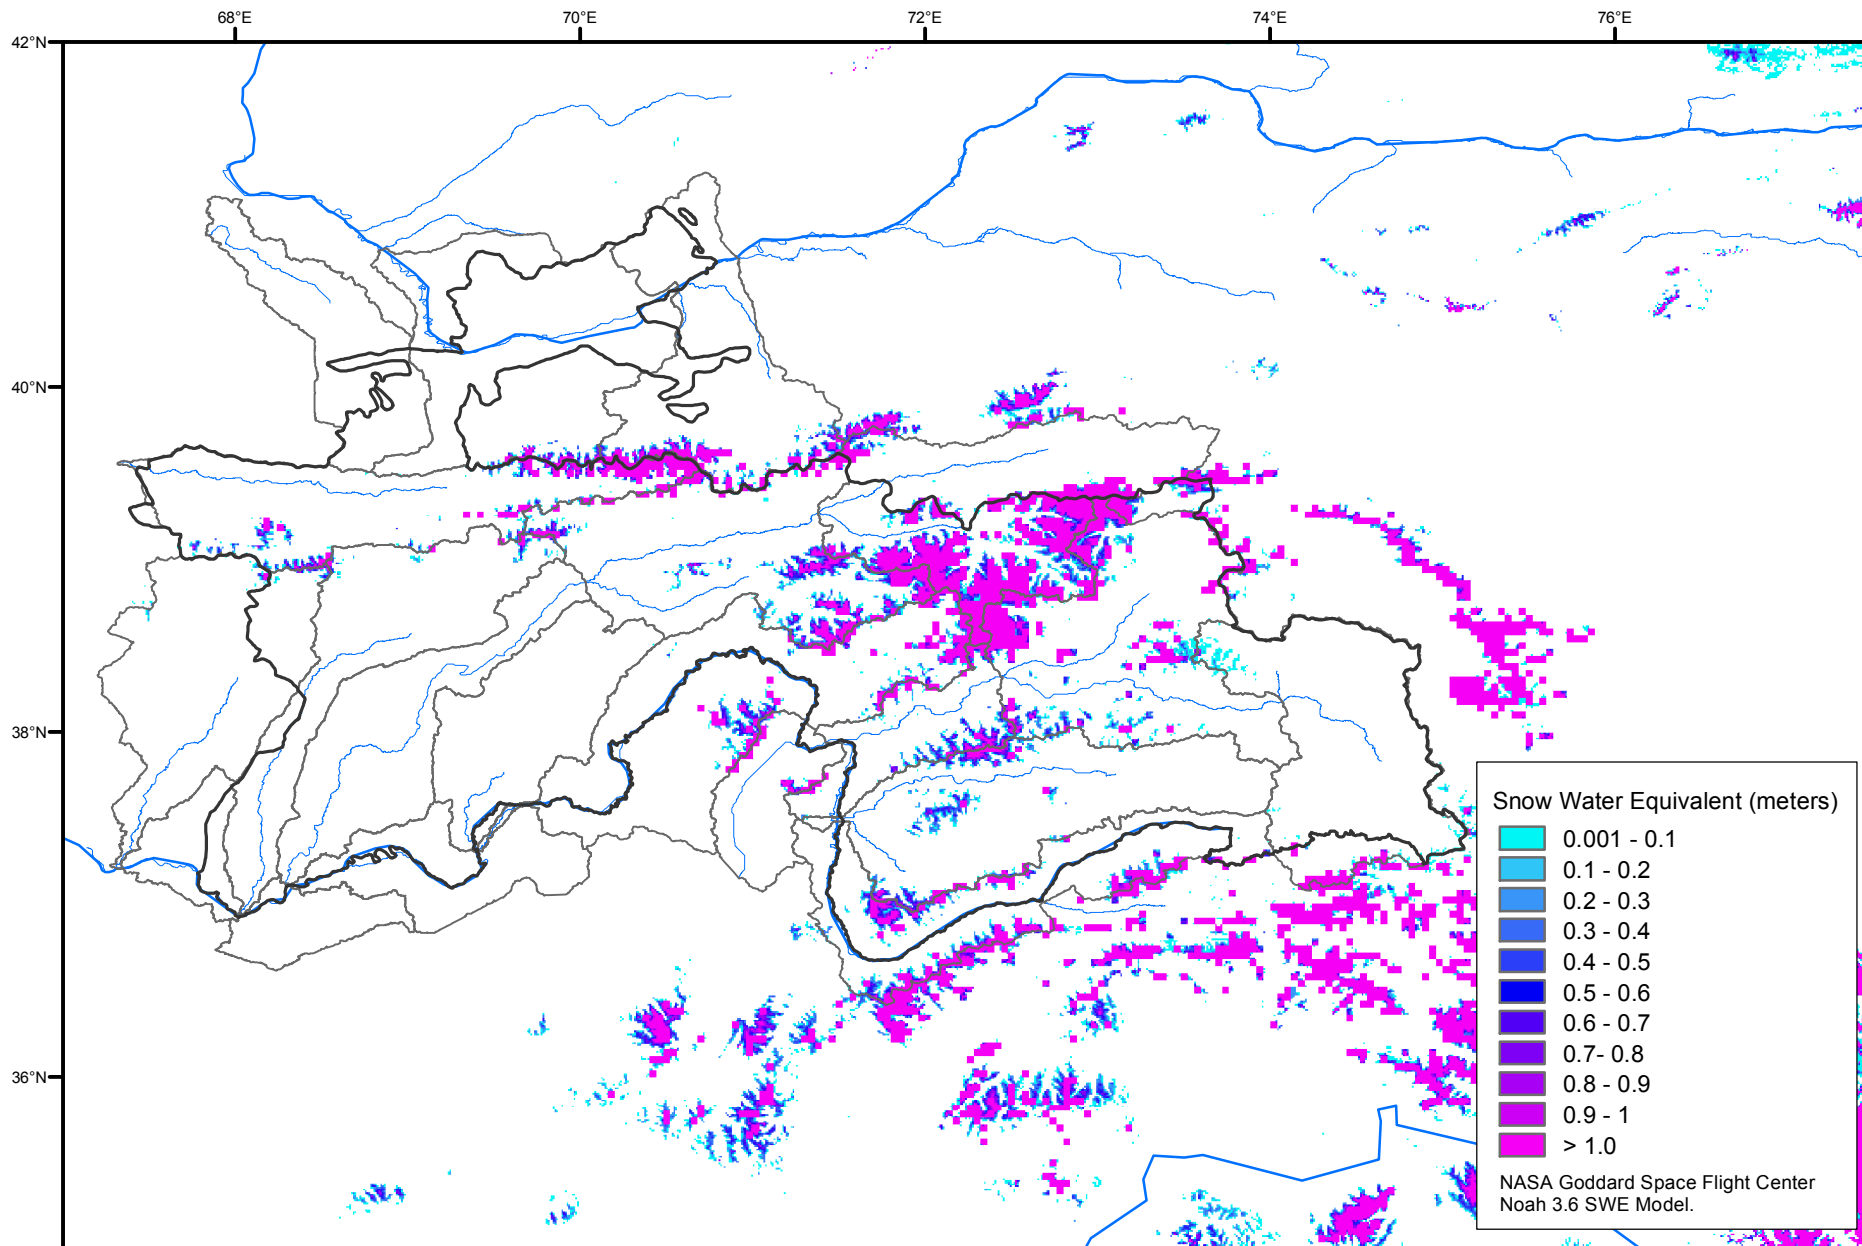 68°E
70°E
72°E
74°E
76°E
42°N
40°N
38°N
36°N
Snow Water Equivalent (meters)
0.001 - 0.1
0.1 - 0.2
0.2 - 0.3
0.3 - 0.4
0.4 - 0.5
0.5 - 0.6
0.6 - 0.7
0.7- 0.8
0.8 - 0.9
0.9 - 1
> 1.0
NASA Goddard Space Flight Center
Noah 3.6 SWE Model.